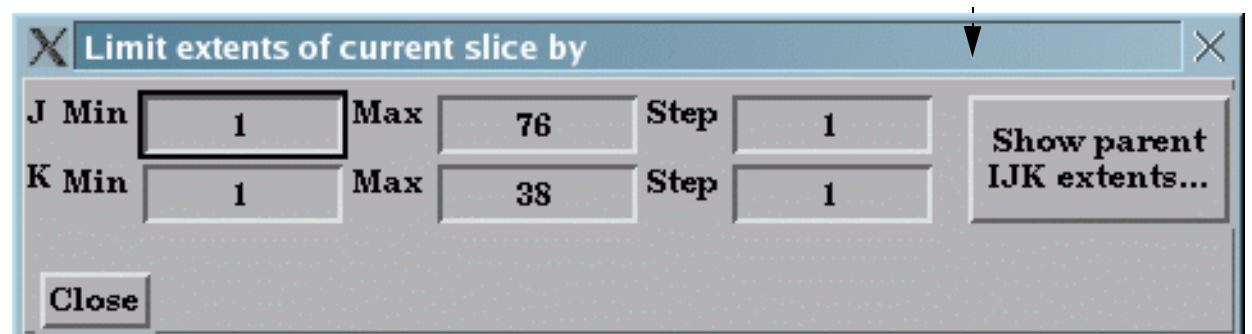 Limit extents of current slice by
J Min 1 Max 76 Step 1
K Min 1 Max 38 Step 1
Show parent
IJK extents...
Close